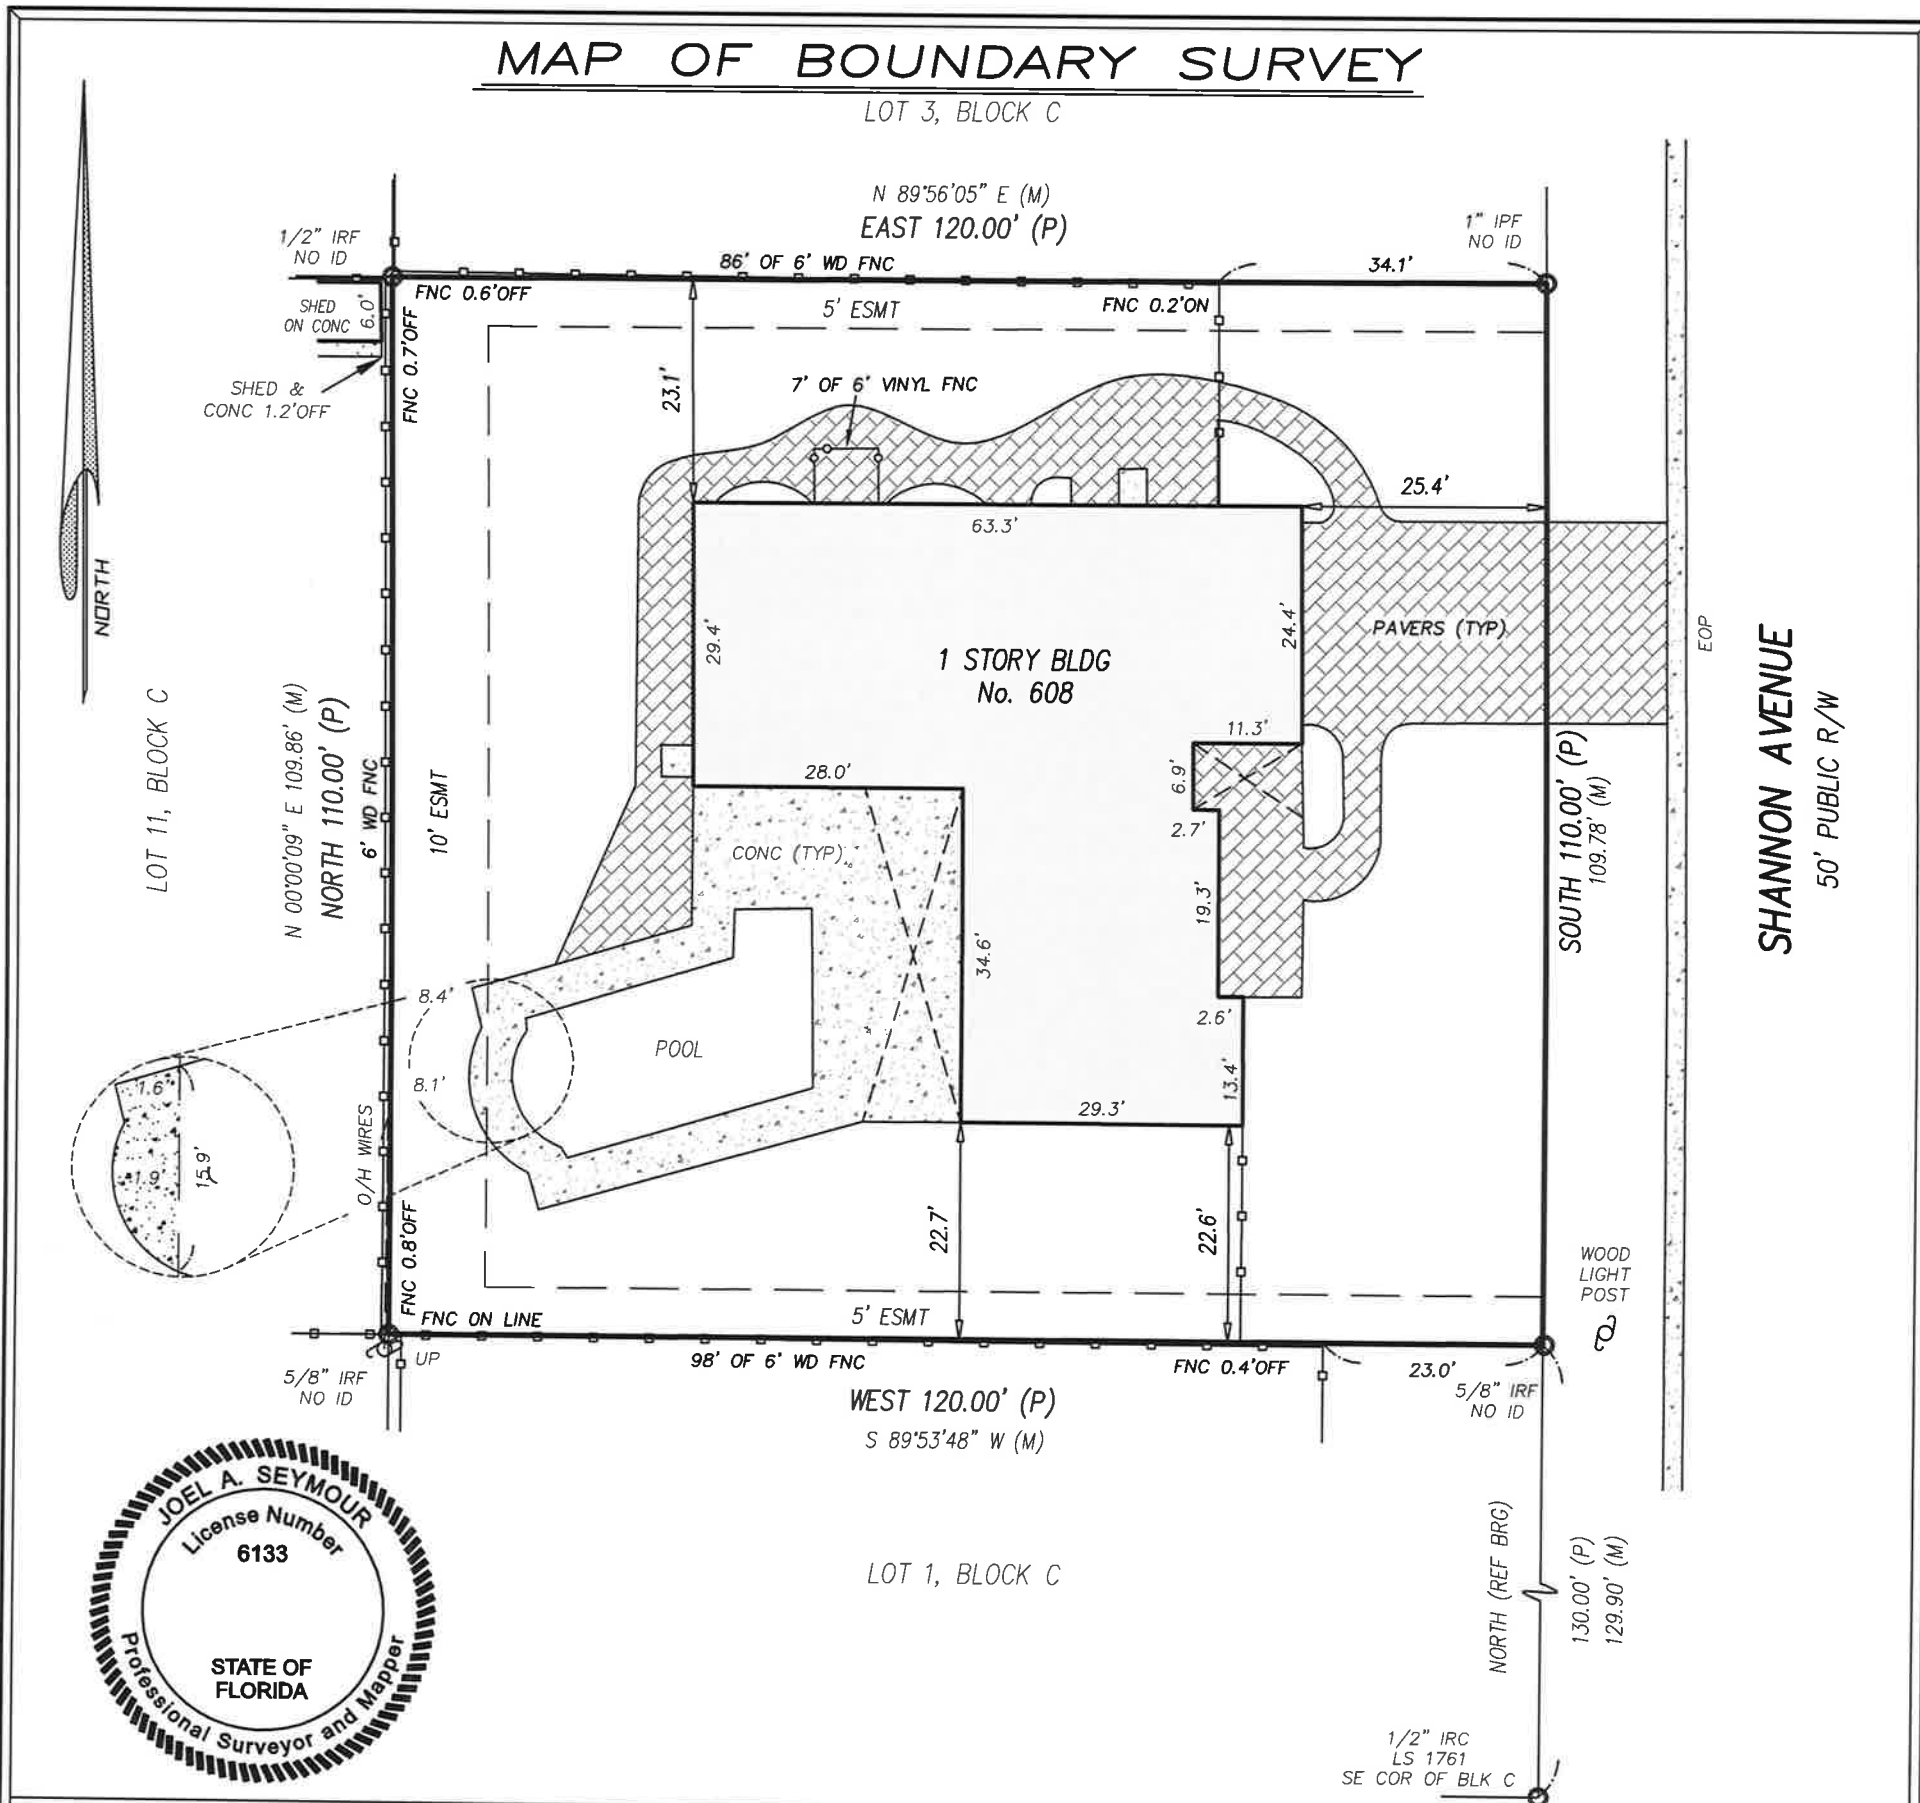 MAP OF BOUNDARY SURVEY
LOT 3, BLOCK C
N 89°56'05" E (M)
EAST 120.00' (P)
1/2" IRF
NO ID
1" IPF
NO ID
86' OF 6' WD FNC
34.1'
FNC 0.6'OFF
5' ESMT
FNC 0.2'ON
SHED
ON CONC
6.0'
FNC 0.7'OFF
SHED &
CONC 1.2'OFF
23.1'
7' OF 6' VINYL FNC
25.4'
63.3'
NORTH
29.4'
24.4'
PAVERS (TYP)
EOP
1 STORY BLDG
No. 608
SHANNON AVENUE
50' PUBLIC R/W
LOT 11, BLOCK C
N 00°00'09" E 109.86' (M)
NORTH 110.00' (P)
6' WD FNC
10' ESMT
11.3'
28.0'
6.9'
2.7'
SOUTH 110.00' (P)
109.78' (M)
CONC (TYP)
19.3'
34.6'
8.4'
2.6'
POOL
8.1'
1.6'
1.9'
15.9'
13.4'
29.3'
O/H WIRES
FNC 0.8'OFF
22.7'
22.6'
WOOD
LIGHT
POST
FNC ON LINE
5' ESMT
UP
5/8" IRF
NO ID
98' OF 6' WD FNC
FNC 0.4'OFF
23.0'
5/8" IRF
NO ID
WEST 120.00' (P)
S 89°53'48" W (M)
JOEL A. SEYMOUR
License Number
6133
STATE OF
FLORIDA
Professional Surveyor and Mapper
LOT 1, BLOCK C
NORTH (REF BRG)
130.00' (P)
129.90' (M)
1/2" IRC
LS 1761
SE COR OF BLK C